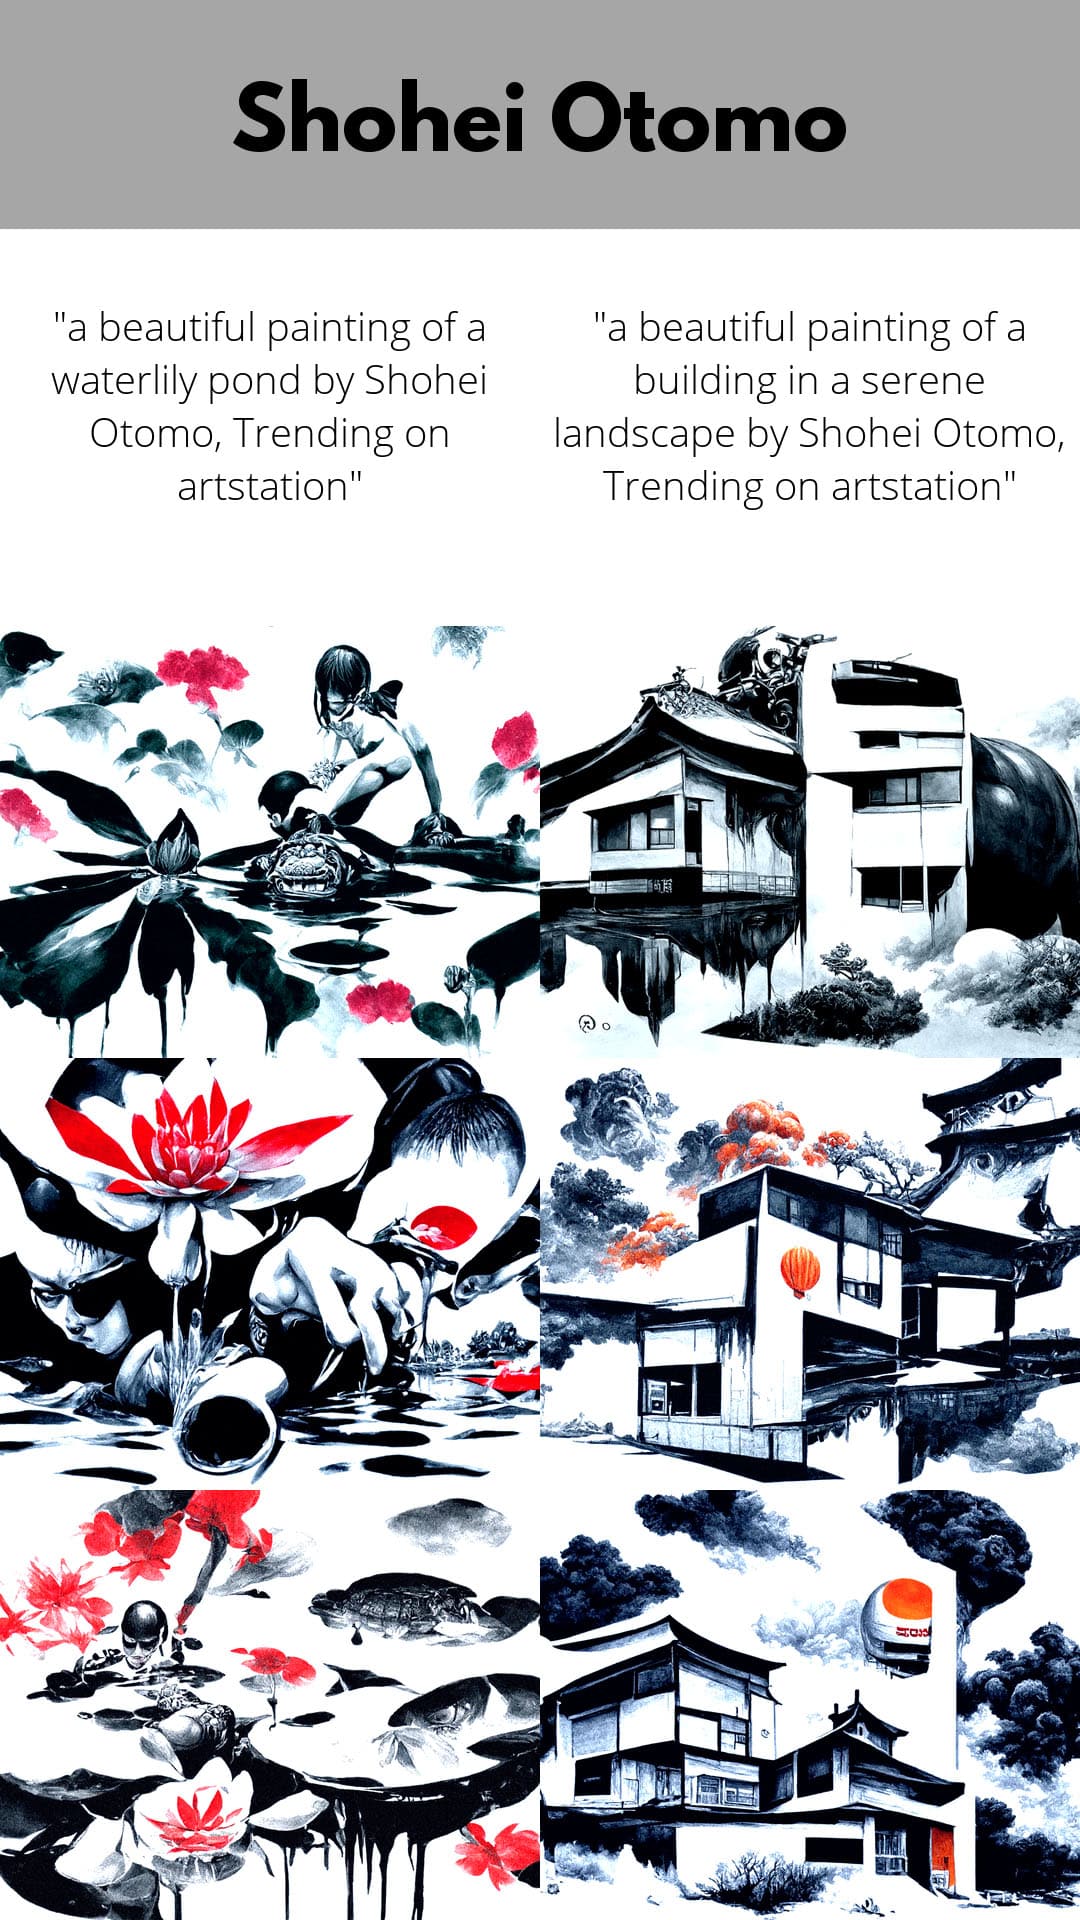 Shohei Otomo
"a beautiful painting of a
waterlily pond by Shohei
Otomo, Trending on
artstation"
"a beautiful painting of a
building in a serene
landscape by Shohei Otomo,
Trending on artstation"